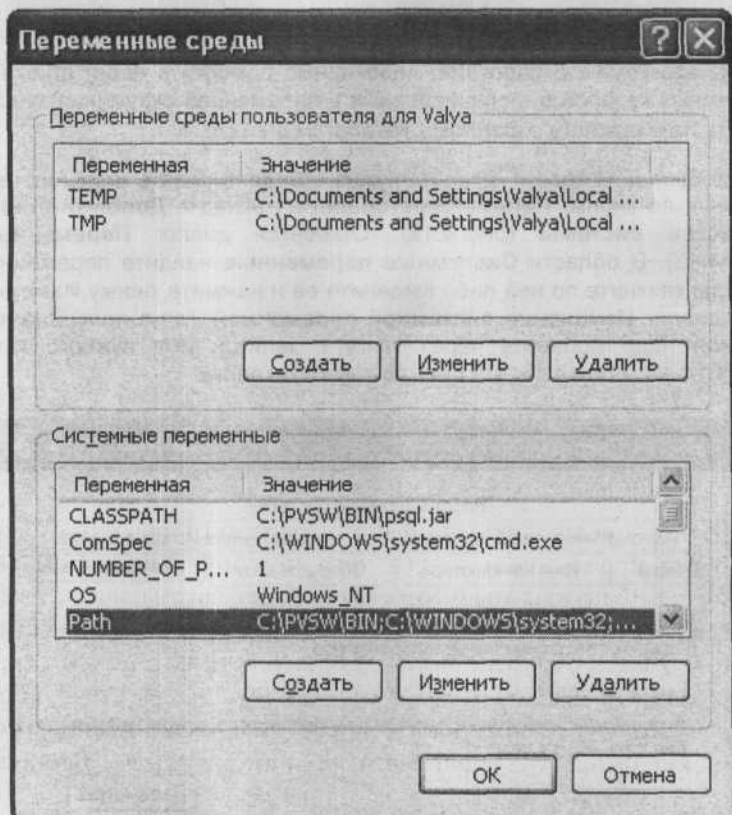 Переменные среды
Переменные среды пользователя для Valya
Переменная Значение
TEMP C:\Documents and Settings\Valya\Local ...
TMP C:\Documents and Settings\Valya\Local ...
Создать Изменить Удалить
Системные переменные
Переменная Значение
CLASSPATH C:\PVSW\BIN\psql.jar
ComSpec C:\WINDOWS\system32\cmd.exe
NUMBER_OF_P... 1
OS Windows_NT
Path C:\PVSW\BIN;C:\WINDOWS\system32;...
Создать Изменить Удалить
OK Отмена